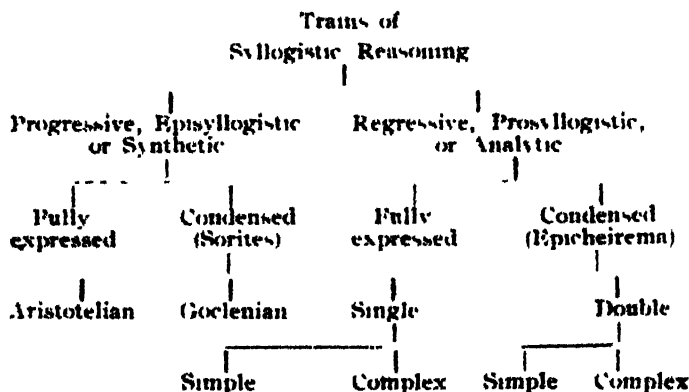 Trains of
Syllogistic Reasoning
Progressive, Episyllogistic
or Synthetic
Regressive, Prosyllogistic,
or Analytic
Fully
expressed
Condensed
(Sorites)
Fully
expressed
Condensed
(Epicheirema)
Aristotelian
Goclenian
Single
Double
Simple
Complex
Simple
Complex